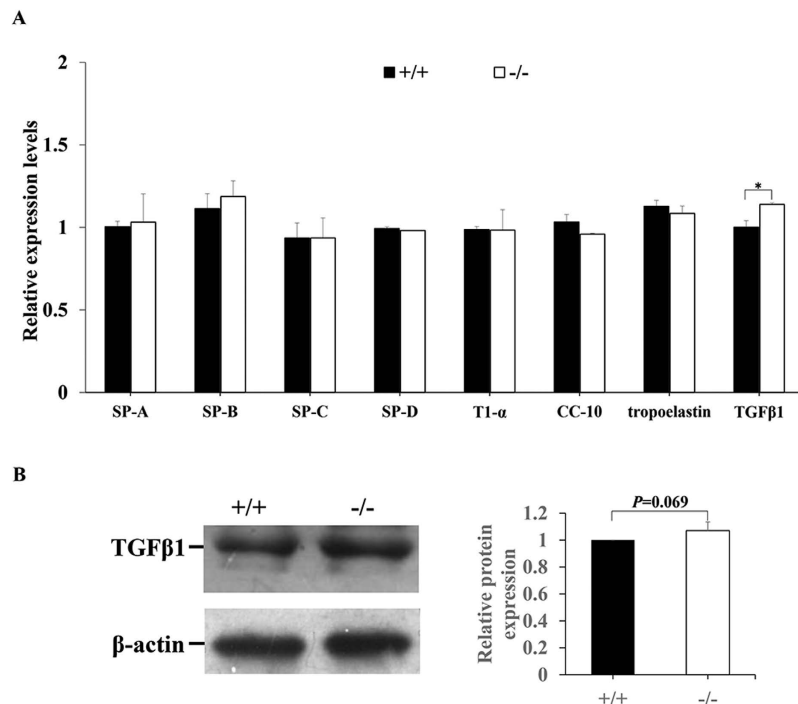 A
2
1.5
1
0.5
0
Relative expression levels
+/+ -/-
*
SP-A SP-B SP-C SP-D T1-α CC-10 tropoelastin TGFβ1
B
+/+ -/-
TGFβ1
β-actin
P=0.069
1.2
1
0.8
0.6
0.4
0.2
0
Relative protein
expression
+/+ -/-